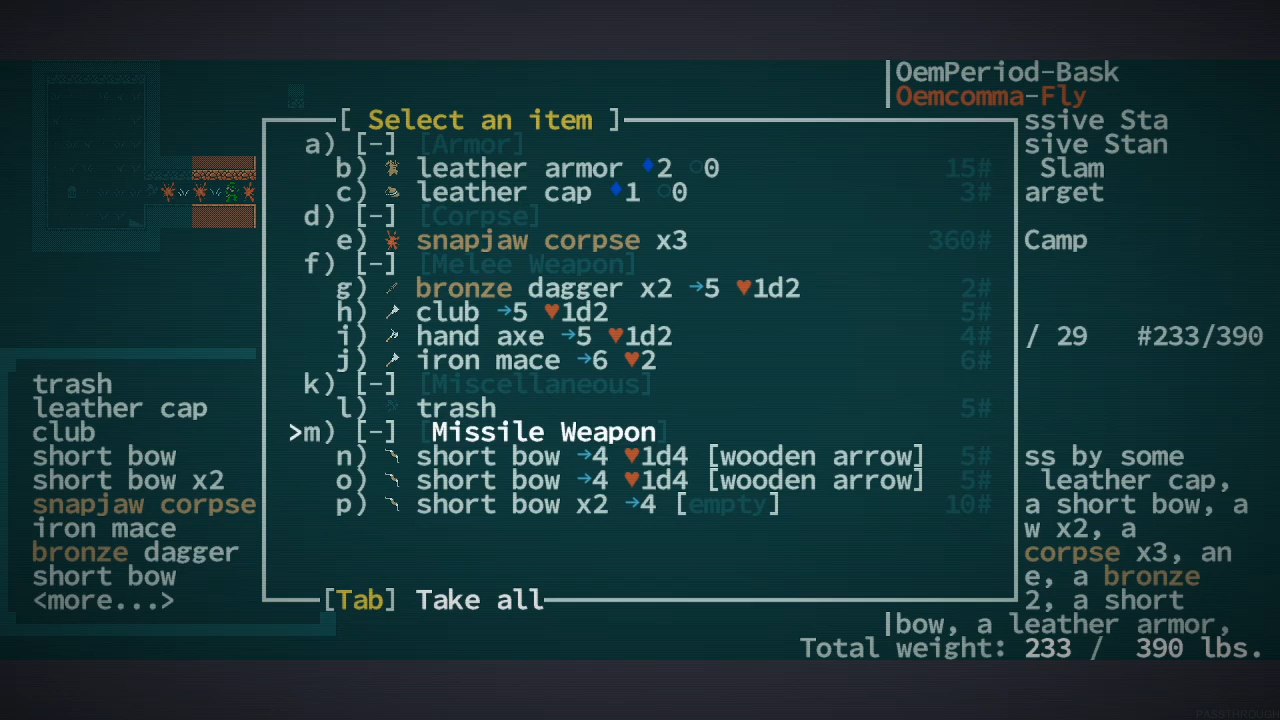 OemPeriod-Bask
Oemcomma-Fly
[ Select an item ]
ssive Sta
a) [-] [Armor]
sive Stan
b) leather armor ♦2 ○0 15#
Slam
c) leather cap ♦1 ○0 3#
arget
d) [-] [Corpse]
e) snapjaw corpse x3 360#
Camp
f) [-] [Melee Weapon]
g) bronze dagger x2 →5 ♥1d2 2#
h) club →5 ♥1d2 5#
i) hand axe →5 ♥1d2 4#
/ 29 #233/390
j) iron mace →6 ♥2 6#
k) [-] [Miscellaneous]
l) trash 5#
>m) [-] [Missile Weapon]
n) short bow →4 ♥1d4 [wooden arrow] 5#
o) short bow →4 ♥1d4 [wooden arrow] 5#
p) short bow x2 →4 [empty] 10#
[Tab] Take all
trash
leather cap
club
short bow
short bow x2
snapjaw corpse
iron mace
bronze dagger
short bow
<more...>
ss by some
leather cap,
a short bow, a
w x2, a
corpse x3, an
e, a bronze
2, a short
bow, a leather armor,
Total weight: 233 / 390 lbs.